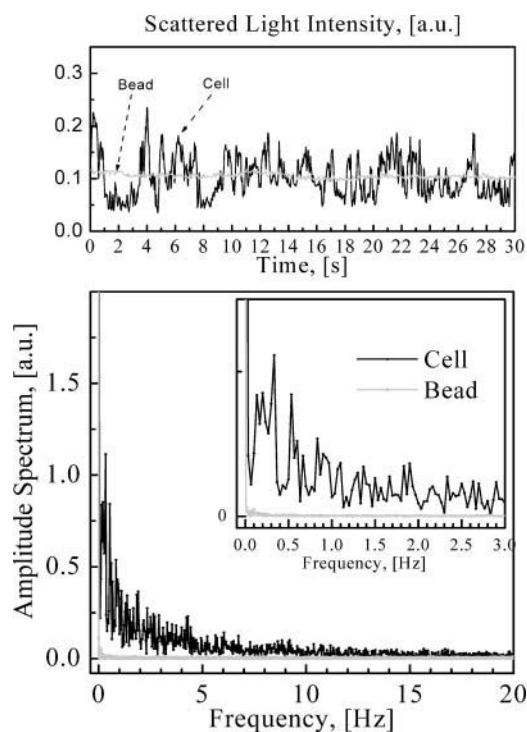 Scattered Light Intensity, [a.u.]
0.3
Bead Cell
0.2
0.1
0.0
0 2 4 6 8 10 12 14 16 18 20 22 24 26 28 30
Time, [s]
Amplitude Spectrum, [a.u.]
1.5
1.0
0.5
0.0
Cell
Bead
0
0.0 0.5 1.0 1.5 2.0 2.5 3.0
Frequency, [Hz]
0 5 10 15 20
Frequency, [Hz]